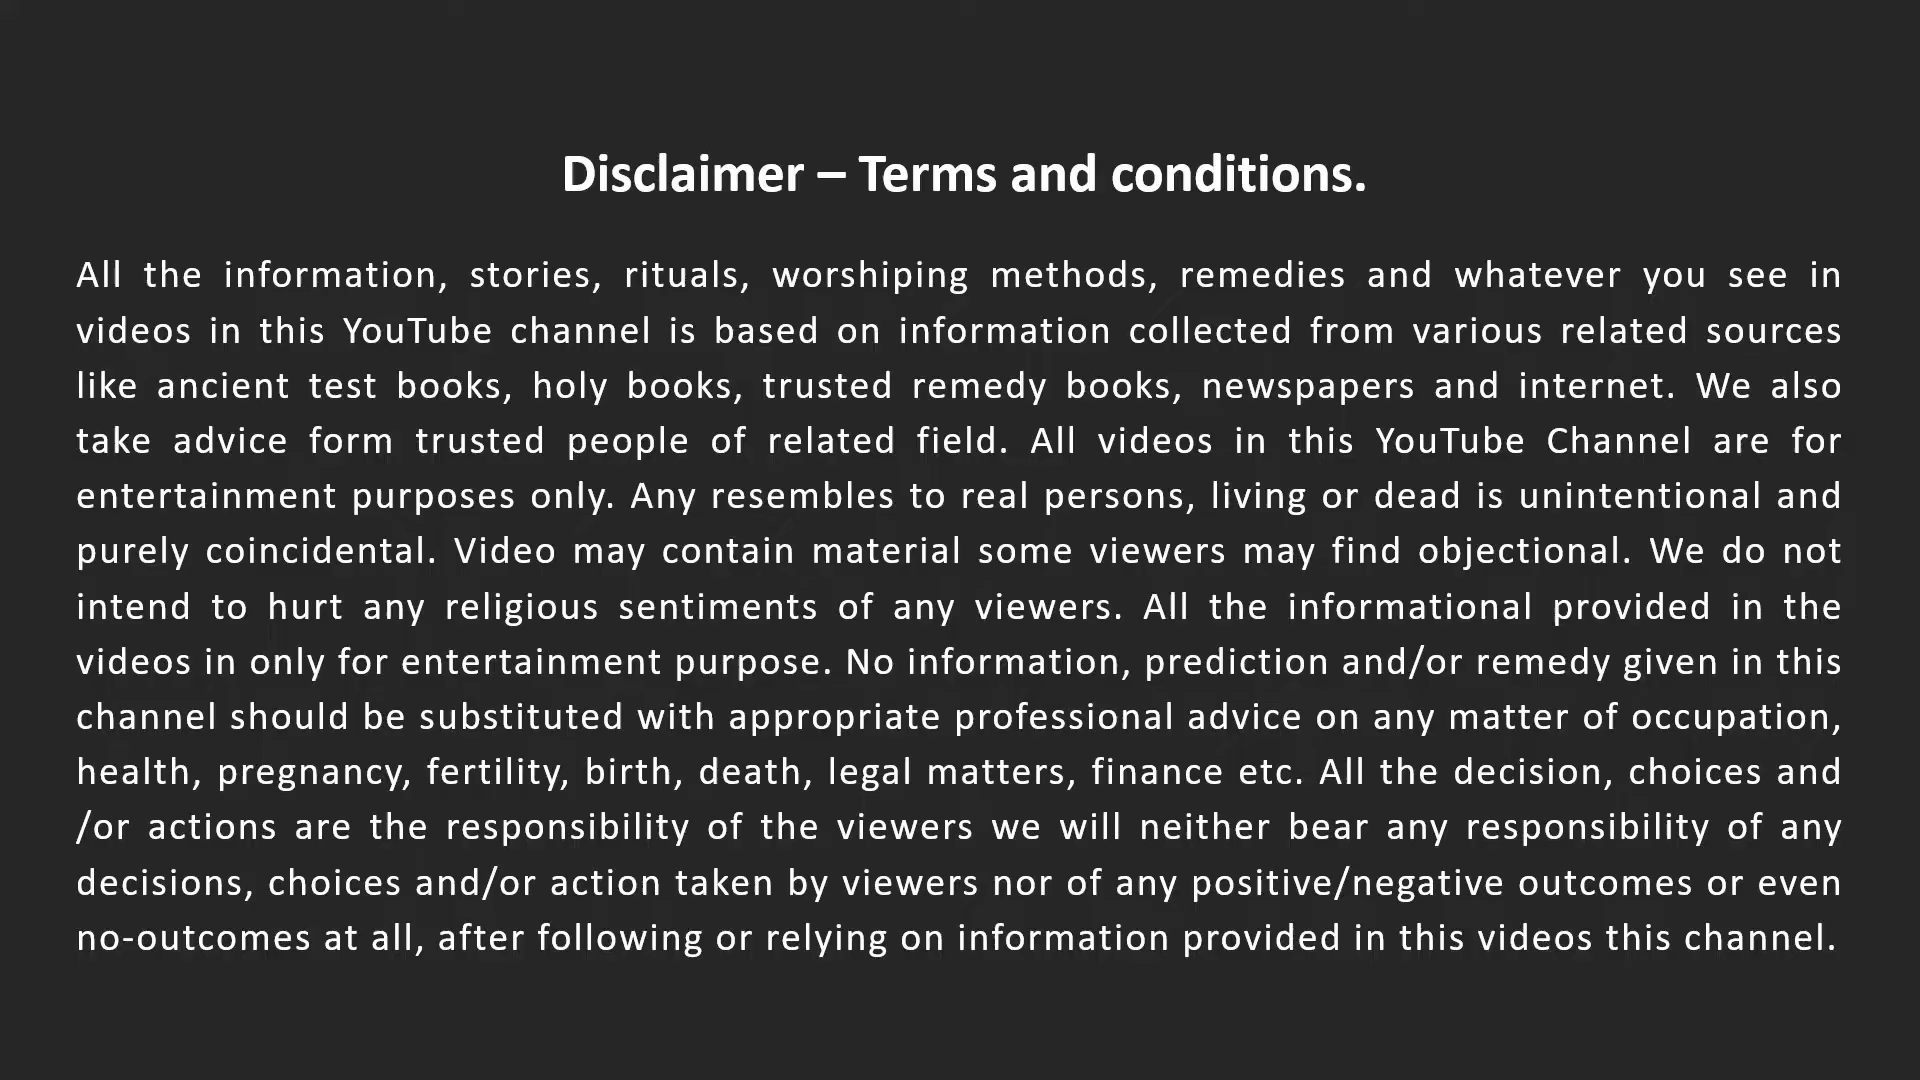 Disclaimer – Terms and conditions.
All the information, stories, rituals, worshiping methods, remedies and whatever you see in
videos in this YouTube channel is based on information collected from various related sources
like ancient test books, holy books, trusted remedy books, newspapers and internet. We also
take advice form trusted people of related field. All videos in this YouTube Channel are for
entertainment purposes only. Any resembles to real persons, living or dead is unintentional and
purely coincidental. Video may contain material some viewers may find objectional. We do not
intend to hurt any religious sentiments of any viewers. All the informational provided in the
videos in only for entertainment purpose. No information, prediction and/or remedy given in this
channel should be substituted with appropriate professional advice on any matter of occupation,
health, pregnancy, fertility, birth, death, legal matters, finance etc. All the decision, choices and
/or actions are the responsibility of the viewers we will neither bear any responsibility of any
decisions, choices and/or action taken by viewers nor of any positive/negative outcomes or even
no-outcomes at all, after following or relying on information provided in this videos this channel.